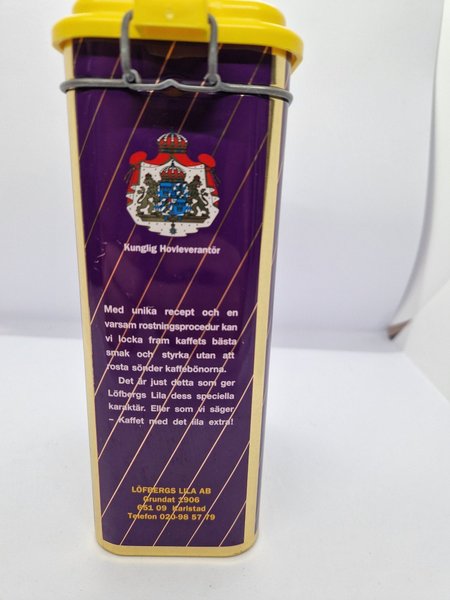 Kunglig Hovleverantör
Med unika recept och en
varsam rostningsprocedur kan
vi locka fram kaffets bästa
smak och styrka utan att
rosta sönder kaffebönorna.
Det är just detta som ger
Löfbergs Lila dess speciella
karaktär. Eller som vi säger
– Kaffet med det lila extra!
LÖFBERGS LILA AB
Grundat 1906
651 09 Karlstad
Telefon 020-98 57 79